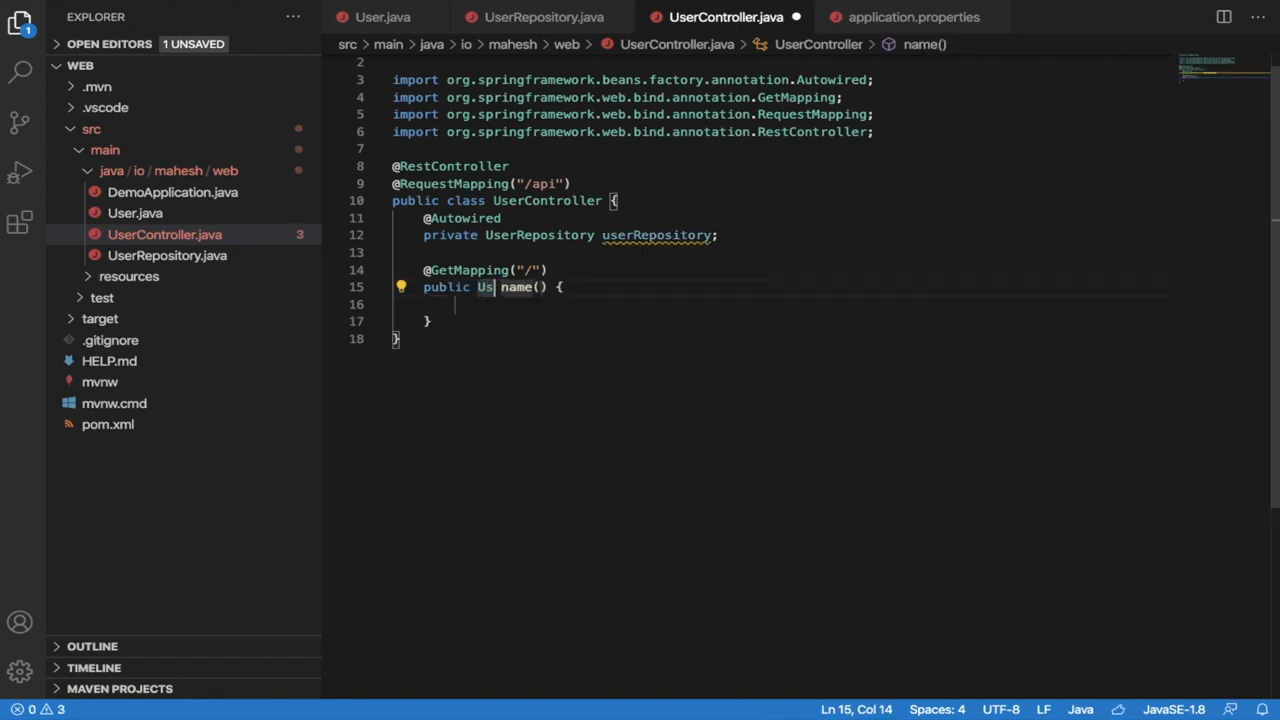 EXPLORER
User.java
UserRepository.java
UserController.java
application.properties
OPEN EDITORS
1 UNSAVED
src > main > java > io > mahesh > web > UserController.java > UserController > name()
WEB
.mvn
.vscode
src
main
java / io / mahesh / web
DemoApplication.java
User.java
UserController.java 3
UserRepository.java
resources
test
target
.gitignore
HELP.md
mvnw
mvnw.cmd
pom.xml
2
3 import org.springframework.beans.factory.annotation.Autowired;
4 import org.springframework.web.bind.annotation.GetMapping;
5 import org.springframework.web.bind.annotation.RequestMapping;
6 import org.springframework.web.bind.annotation.RestController;
7
8 @RestController
9 @RequestMapping("/api")
10 public class UserController {
11 @Autowired
12 private UserRepository userRepository;
13
14 @GetMapping("/")
15 public Us name() {
16
17 }
18 }
OUTLINE
TIMELINE
MAVEN PROJECTS
1
0 3
Ln 15, Col 14
Spaces: 4
UTF-8
LF
Java
JavaSE-1.8